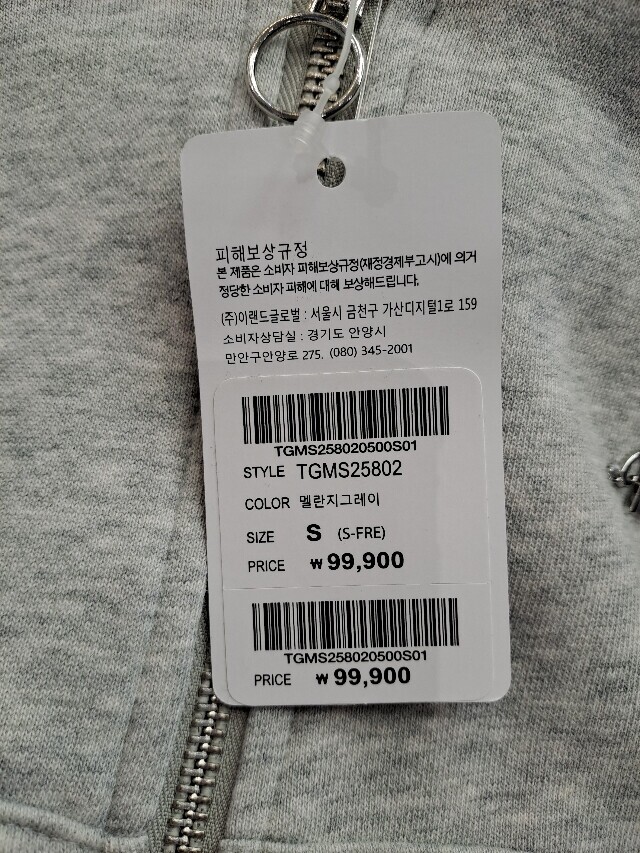 피해보상규정
본 제품은 소비자 피해보상규정(재정경제부고시)에 의거
정당한 소비자 피해에 대해 보상해드립니다.
(주)이랜드글로벌 : 서울시 금천구 가산디지털1로 159
소비자상담실 : 경기도 안양시
만안구안양로 275. (080) 345-2001
TGMS258020500S01
STYLE TGMS25802
COLOR 멜란지그레이
SIZE S (S-FRE)
PRICE ₩99,900
TGMS258020500S01
PRICE ₩99,900